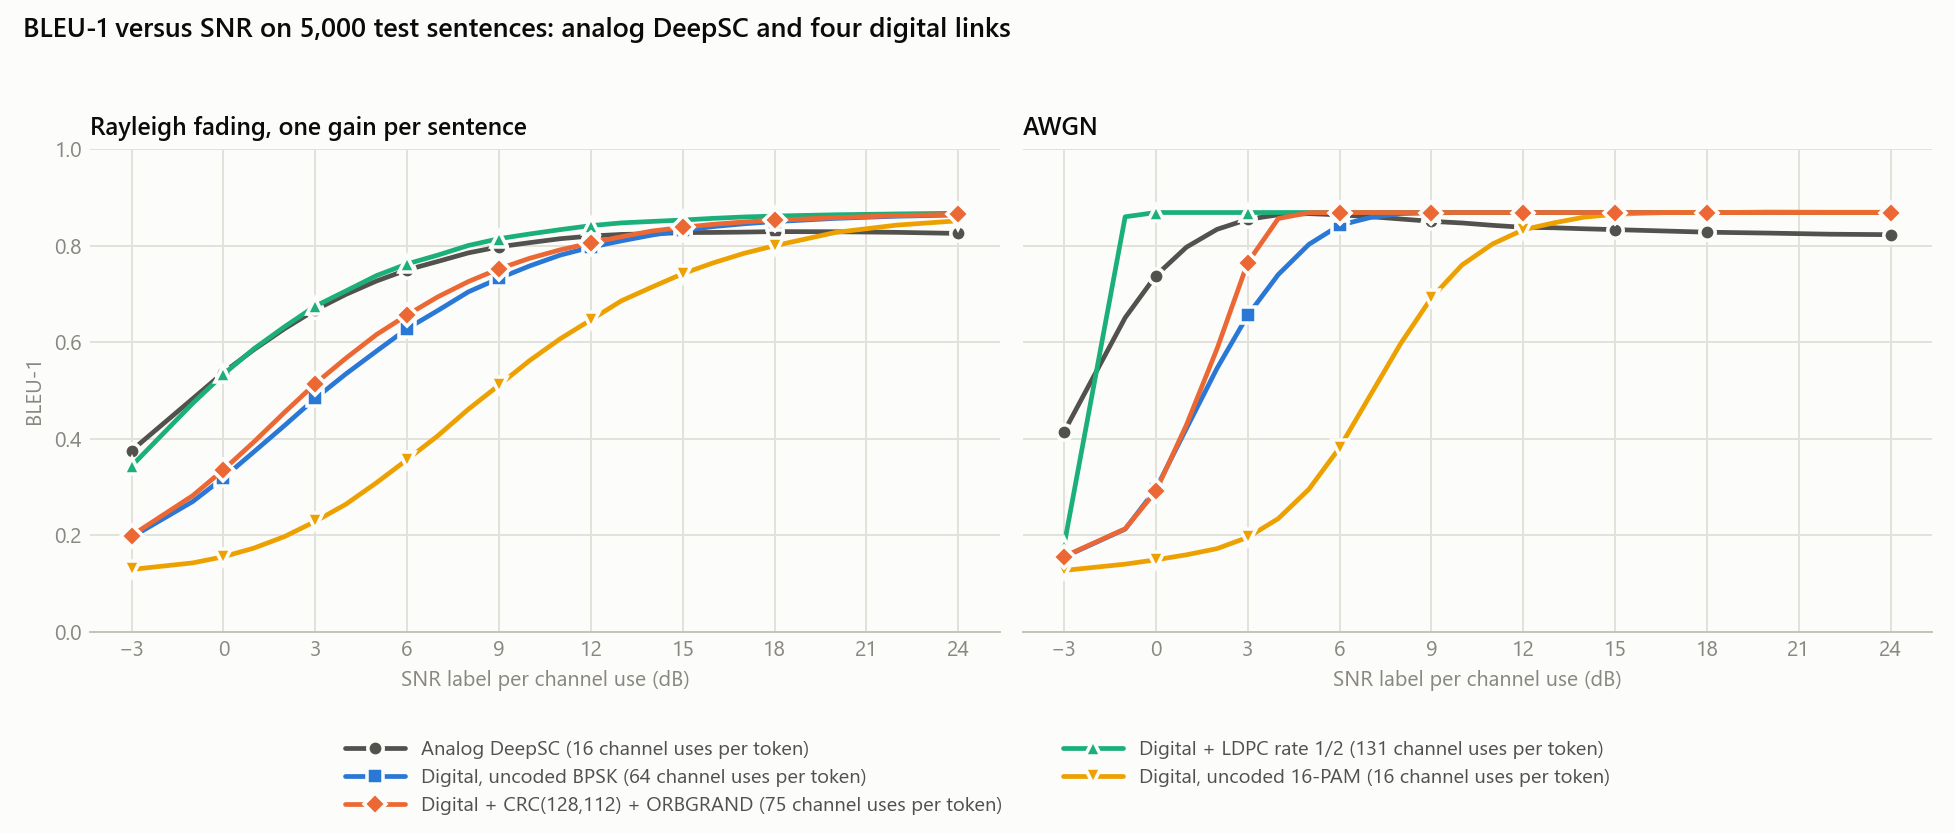 BLEU-1 versus SNR on 5,000 test sentences: analog DeepSC and four digital links
Rayleigh fading, one gain per sentence
AWGN
BLEU-1
1.0
0.8
0.6
0.4
0.2
0.0
−3 0 3 6 9 12 15 18 21 24
−3 0 3 6 9 12 15 18 21 24
SNR label per channel use (dB)
SNR label per channel use (dB)
Analog DeepSC (16 channel uses per token)
Digital, uncoded BPSK (64 channel uses per token)
Digital + CRC(128,112) + ORBGRAND (75 channel uses per token)
Digital + LDPC rate 1/2 (131 channel uses per token)
Digital, uncoded 16-PAM (16 channel uses per token)